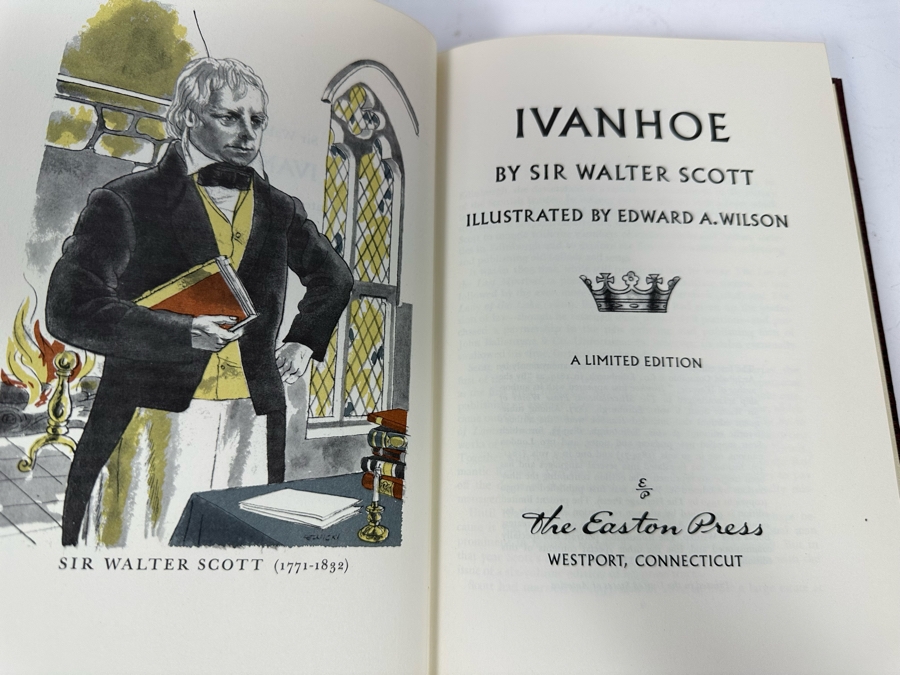 SIR WALTER SCOTT (1771-1832)
IVANHOE
BY SIR WALTER SCOTT
ILLUSTRATED BY EDWARD A. WILSON
A LIMITED EDITION
E
P
The Easton Press
WESTPORT, CONNECTICUT